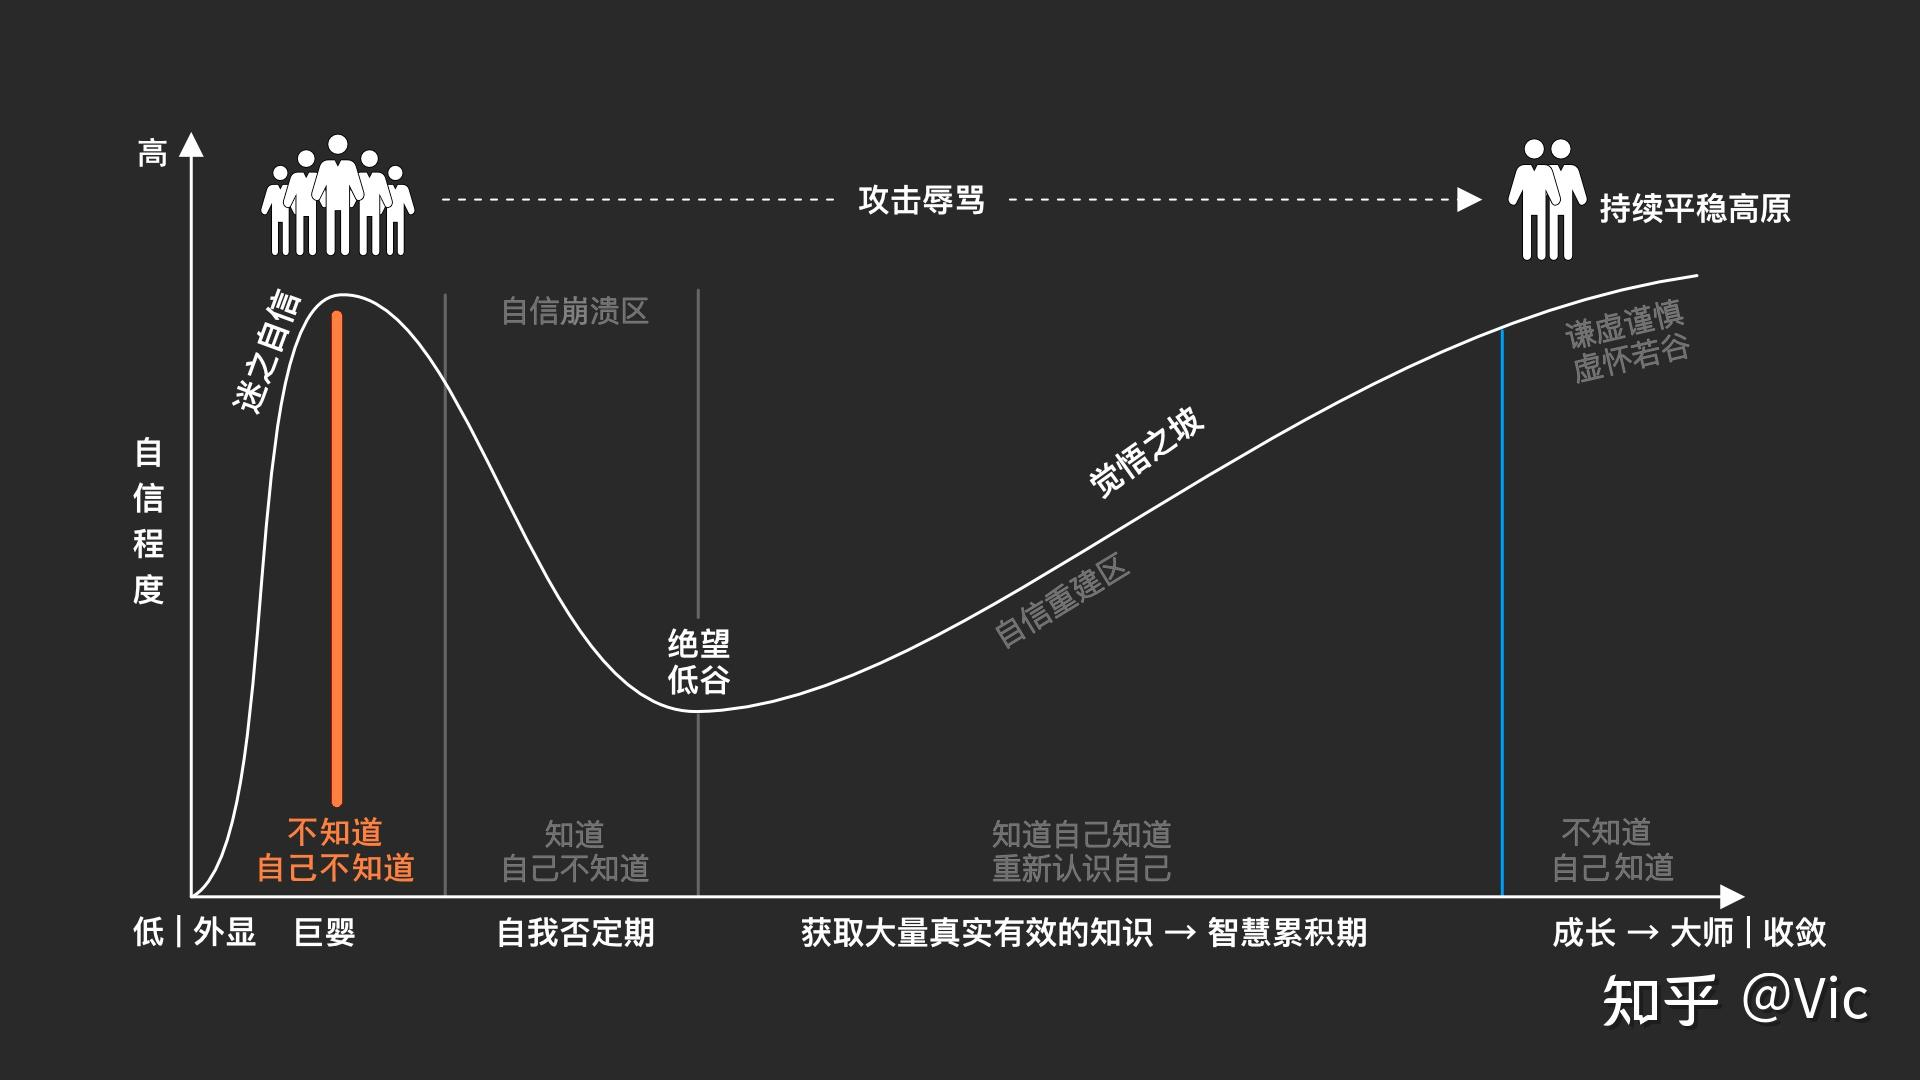 高
攻击辱骂
持续平稳高原
迷之自信
自信崩溃区
谦虚谨慎
虚怀若谷
觉悟之坡
自信程度
自信重建区
绝望
低谷
不知道
自己不知道
知道
自己不知道
知道自己知道
重新认识自己
不知道
自己知道
低 | 外显
巨婴
自我否定期
获取大量真实有效的知识 → 智慧累积期
成长 → 大师 | 收敛
知乎 @Vic